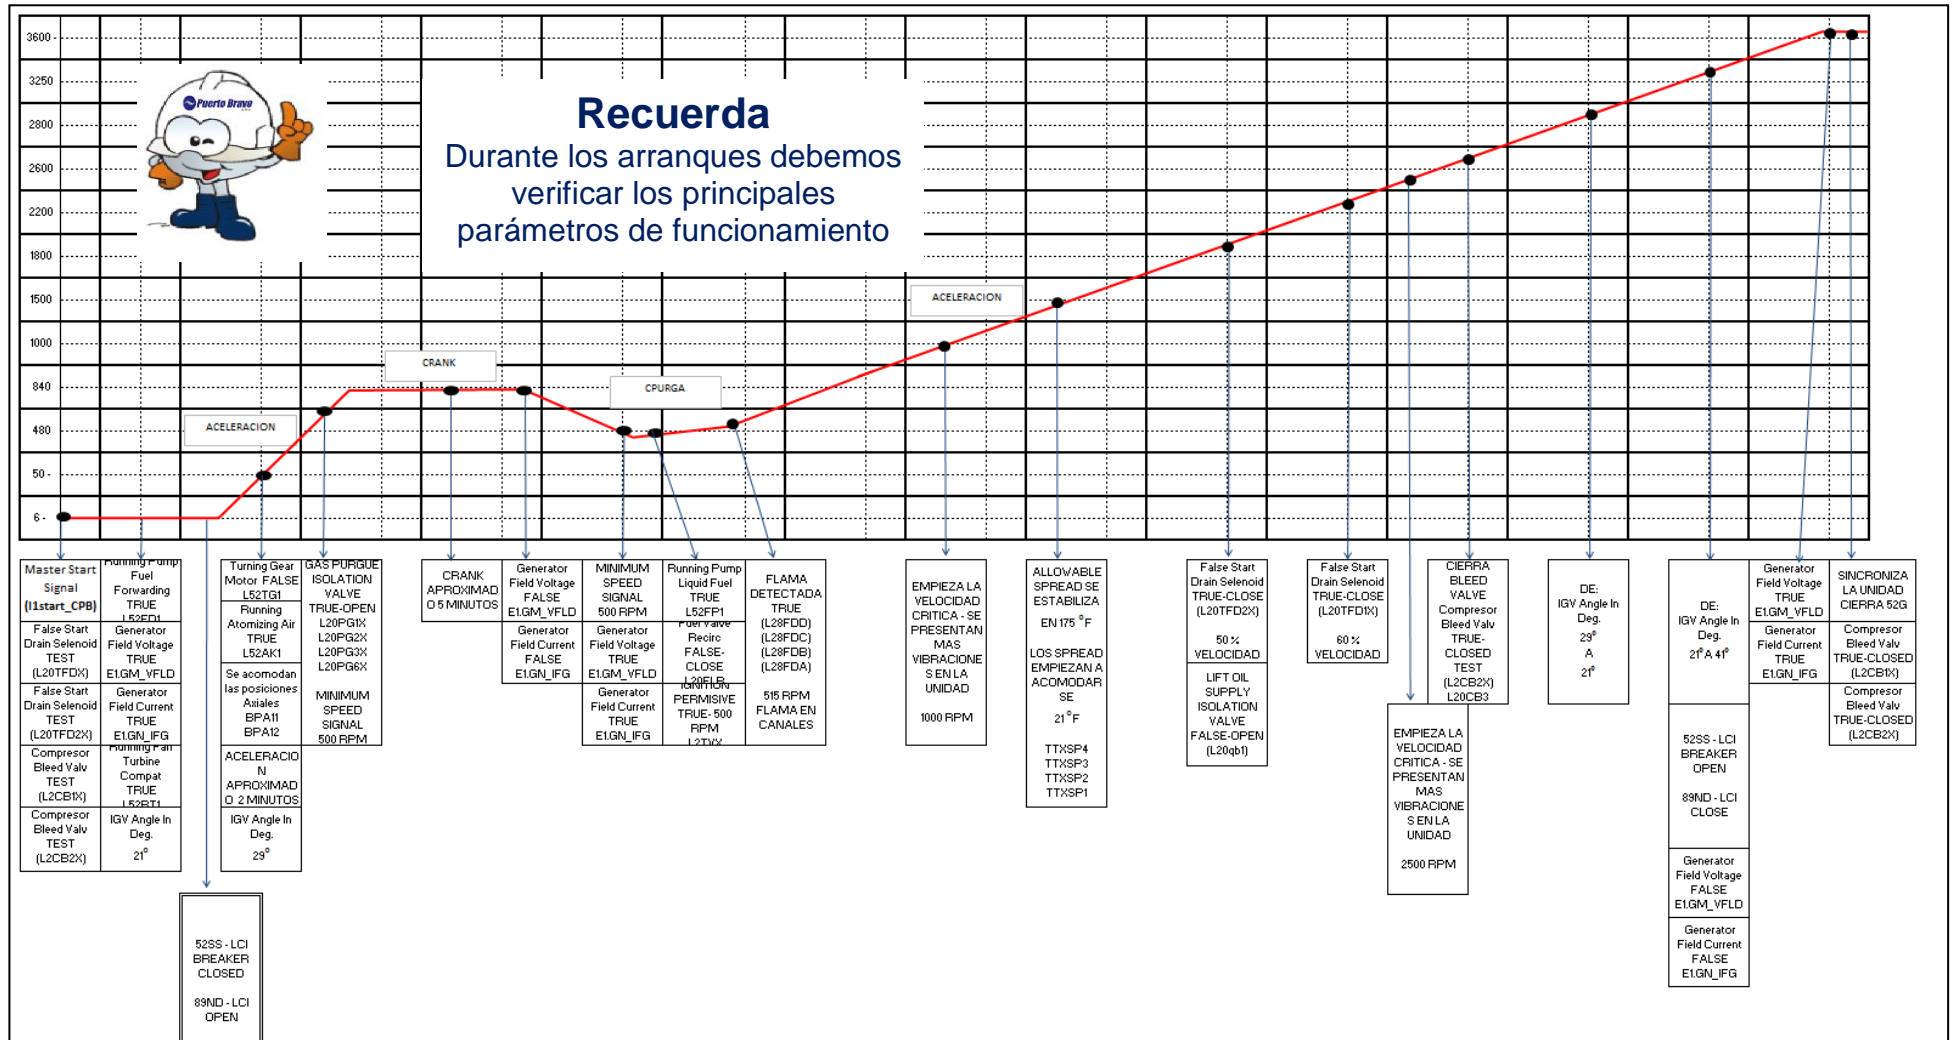 3600 -
3250
2800
2600
2200
1800
1500
1000
840
480
50 -
6 -
Puerto Bravo
Recuerda
Durante los arranques debemos
verificar los principales
parámetros de funcionamiento
ACELERACION
CRANK
CPURGA
ACELERACION
Master Start
Signal
(l1start_CPB)
False Start
Drain Selenoid
TEST
(L20TFDX)
False Start
Drain Selenoid
TEST
(L20TFD2X)
Compresor
Bleed Valv
TEST
(L2CB1X)
Compresor
Bleed Valv
TEST
(L2CB2X)
Running Pump
Fuel
Forwarding
TRUE
L52FD1
Generator
Field Voltage
TRUE
E1.GM_VFLD
Generator
Field Current
TRUE
E1.GN_IFG
Running Fan
Turbine
Compat
TRUE
L52BT1
IGV Angle In
Deg.
21°
52SS - LCI
BREAKER
CLOSED
89ND - LCI
OPEN
Turning Gear
Motor FALSE
L52TG1
Running
Atomizing Air
TRUE
L52AK1
Se acomodan
las posiciones
Axiales
BPA11
BPA12
ACELERACIO
N
APROXIMAD
O 2 MINUTOS
IGV Angle In
Deg.
29°
GAS PURGUE
ISOLATION
VALVE
TRUE-OPEN
L20PG1X
L20PG2X
L20PG3X
L20PG6X
MINIMUM
SPEED
SIGNAL
500 RPM
CRANK
APROXIMAD
O 5 MINUTOS
Generator
Field Voltage
FALSE
E1.GM_VFLD
Generator
Field Current
FALSE
E1.GN_IFG
MINIMUM
SPEED
SIGNAL
500 RPM
Generator
Field Voltage
TRUE
E1.GM_VFLD
Generator
Field Current
TRUE
E1.GN_IFG
Running Pump
Liquid Fuel
TRUE
L52FP1
Fuel Valve
Recirc
FALSE-
CLOSE
L20FLR
IGNITION
PERMISIVE
TRUE- 500
RPM
L2TVX
FLAMA
DETECTADA
TRUE
(L28FDD)
(L28FDC)
(L28FDB)
(L28FDA)
515 RPM
FLAMA EN
CANALES
EMPIEZA LA
VELOCIDAD
CRITICA - SE
PRESENTAN
MAS
VIBRACIONE
S EN LA
UNIDAD
1000 RPM
ALLOWABLE
SPREAD SE
ESTABILIZA
EN 175 °F
LOS SPREAD
EMPIEZAN A
ACOMODAR
SE
21 °F
TTXSP4
TTXSP3
TTXSP2
TTXSP1
False Start
Drain Selenoid
TRUE-CLOSE
(L20TFD2X)
50 %
VELOCIDAD
LIFT OIL
SUPPLY
ISOLATION
VALVE
FALSE-OPEN
(L20qb1)
False Start
Drain Selenoid
TRUE-CLOSE
(L20TFD1X)
60 %
VELOCIDAD
EMPIEZA LA
VELOCIDAD
CRITICA - SE
PRESENTAN
MAS
VIBRACIONE
S EN LA
UNIDAD
2500 RPM
CIERRA
BLEED
VALVE
Compresor
Bleed Valv
TRUE-
CLOSED
TEST
(L2CB2X)
L20CB3
DE:
IGV Angle In
Deg.
29°
A
21°
DE:
IGV Angle In
Deg.
21° A 41°
52SS - LCI
BREAKER
OPEN
89ND - LCI
CLOSE
Generator
Field Voltage
FALSE
E1.GM_VFLD
Generator
Field Current
FALSE
E1.GN_IFG
Generator
Field Voltage
TRUE
E1.GM_VFLD
Generator
Field Current
TRUE
E1.GN_IFG
SINCRONIZA
LA UNIDAD
CIERRA 52G
Compresor
Bleed Valv
TRUE-CLOSED
(L2CB1X)
Compresor
Bleed Valv
TRUE-CLOSED
(L2CB2X)